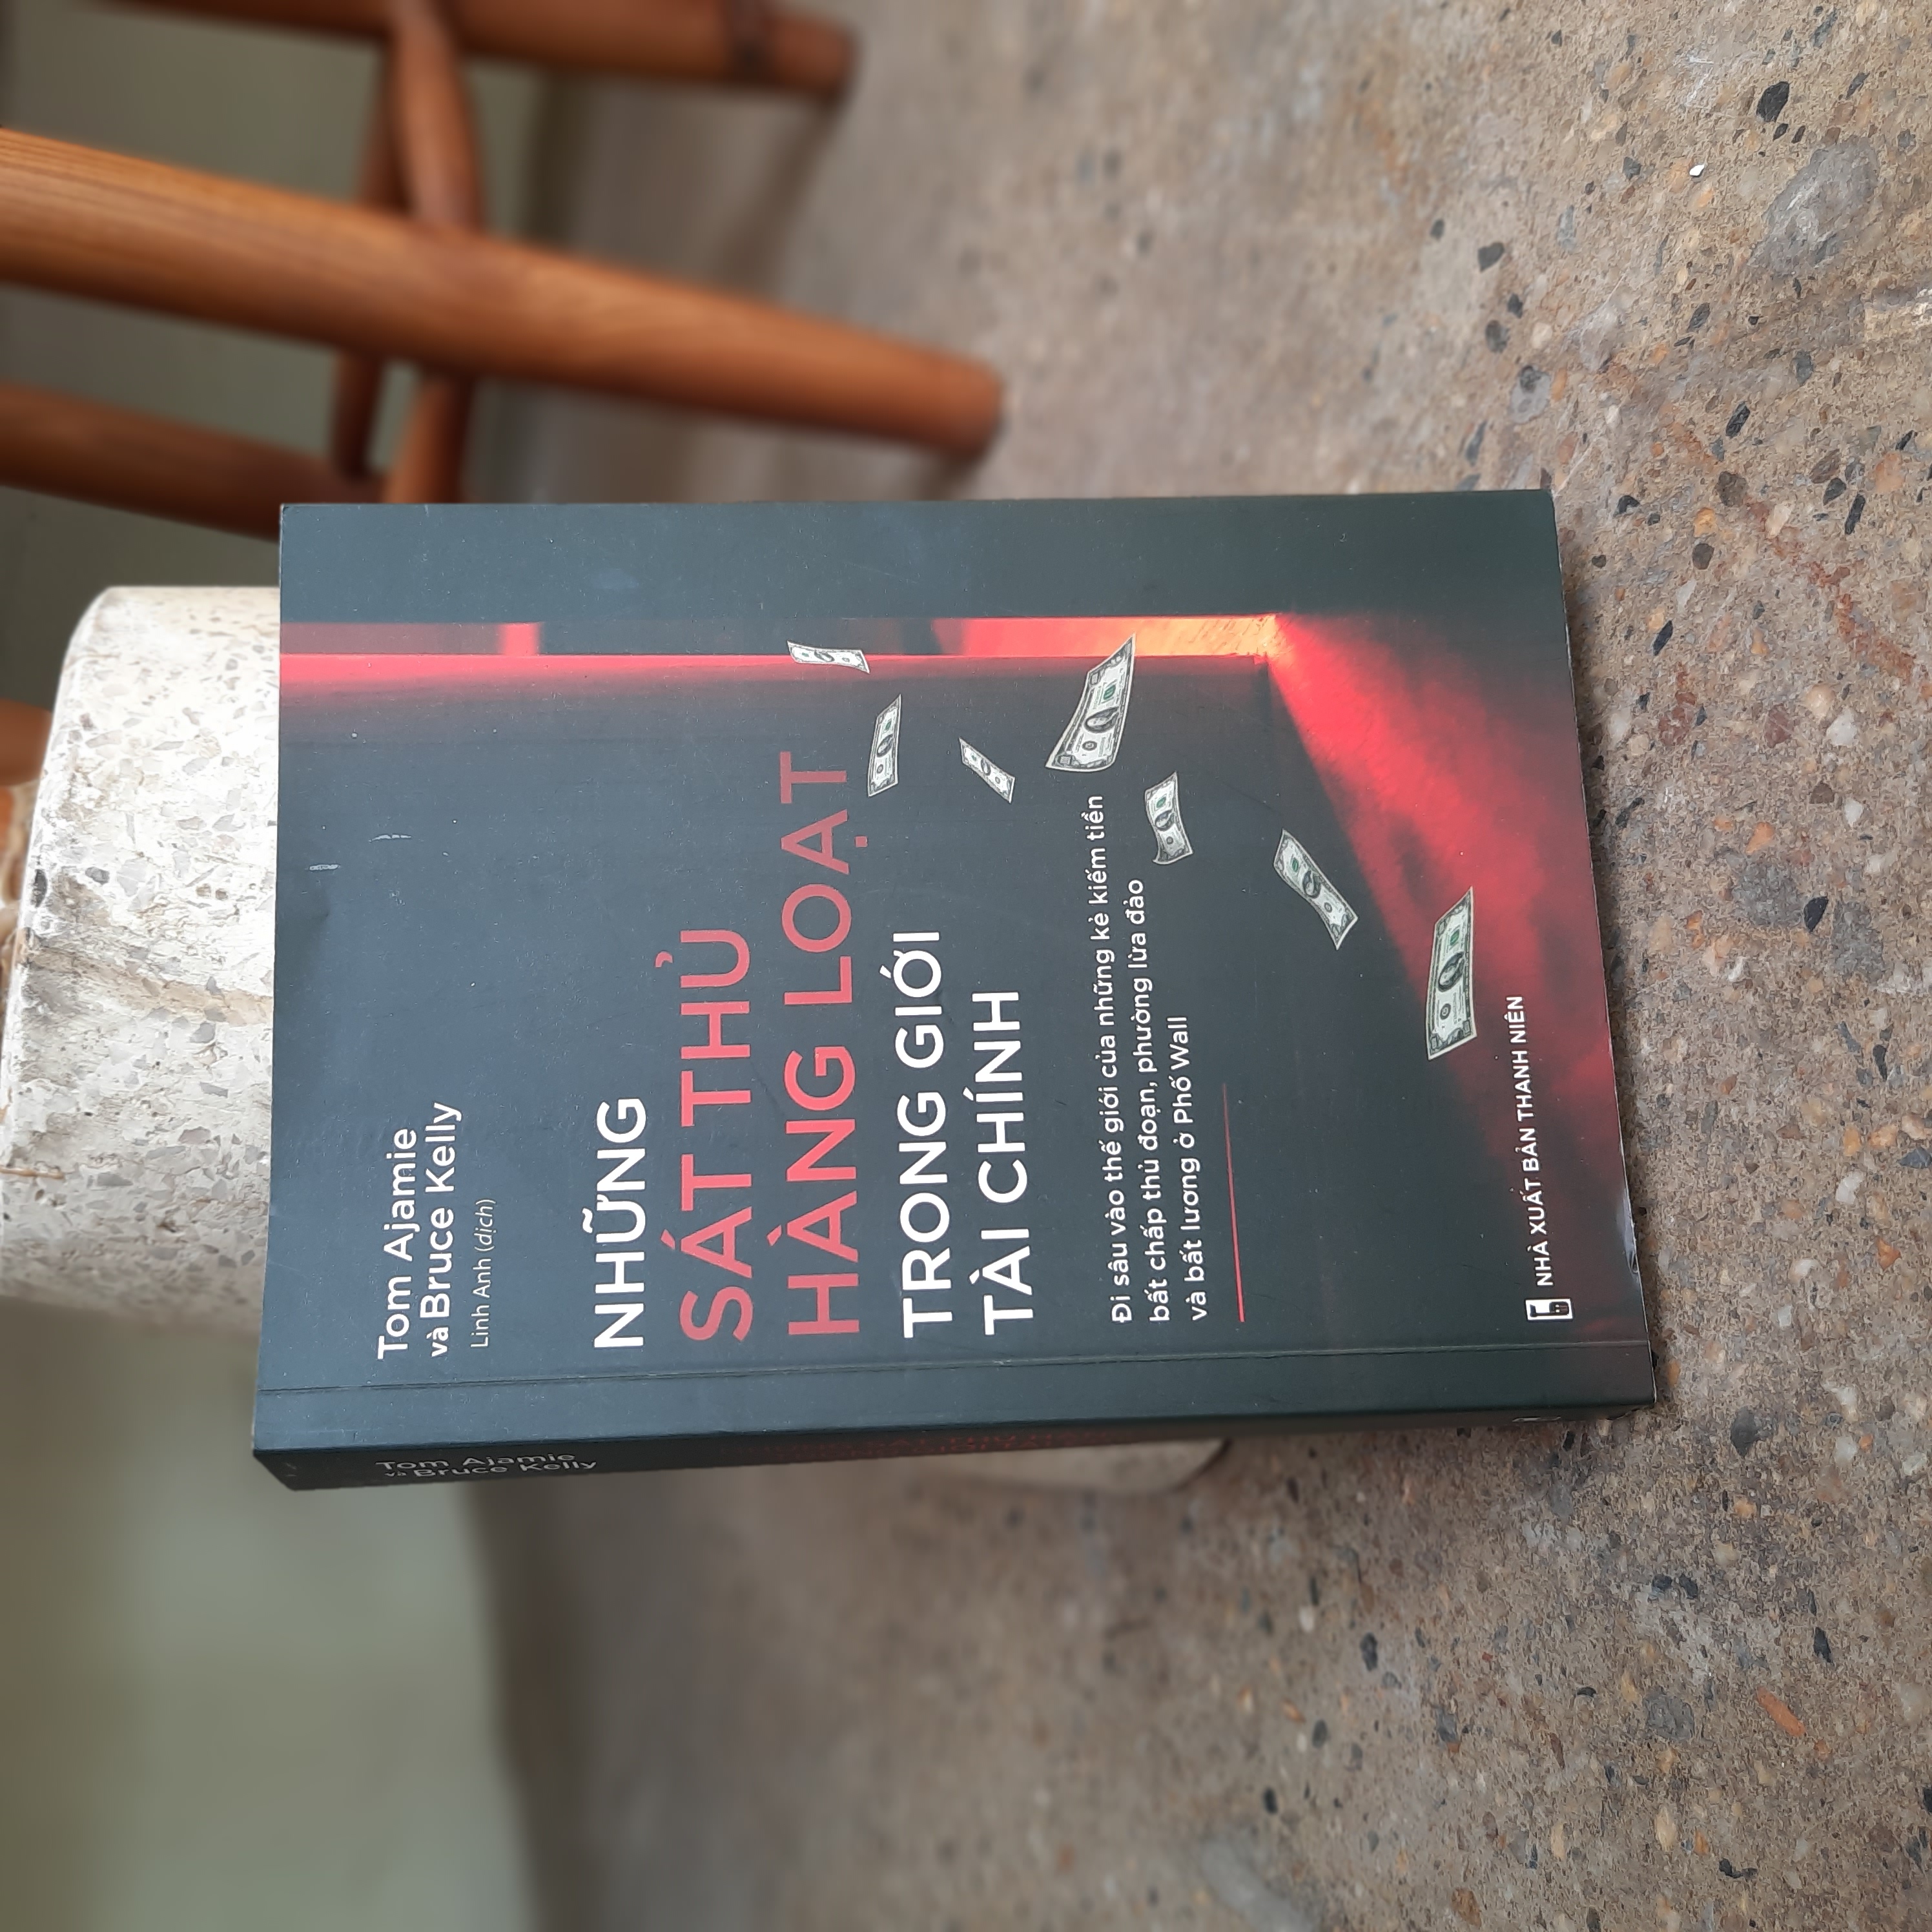 Tom Ajamie
và Bruce Kelly
Linh Anh (dịch)
NHỮNG
SÁT THỦ
HÀNG LOẠT
TRONG GIỚI
TÀI CHÍNH
Đi sâu vào thế giới của những kẻ kiếm tiền
bất chấp thủ đoạn, phường lừa đảo
và bất lương ở Phố Wall
NHÀ XUẤT BẢN THANH NIÊN
Tom Ajamie
và Bruce Kelly